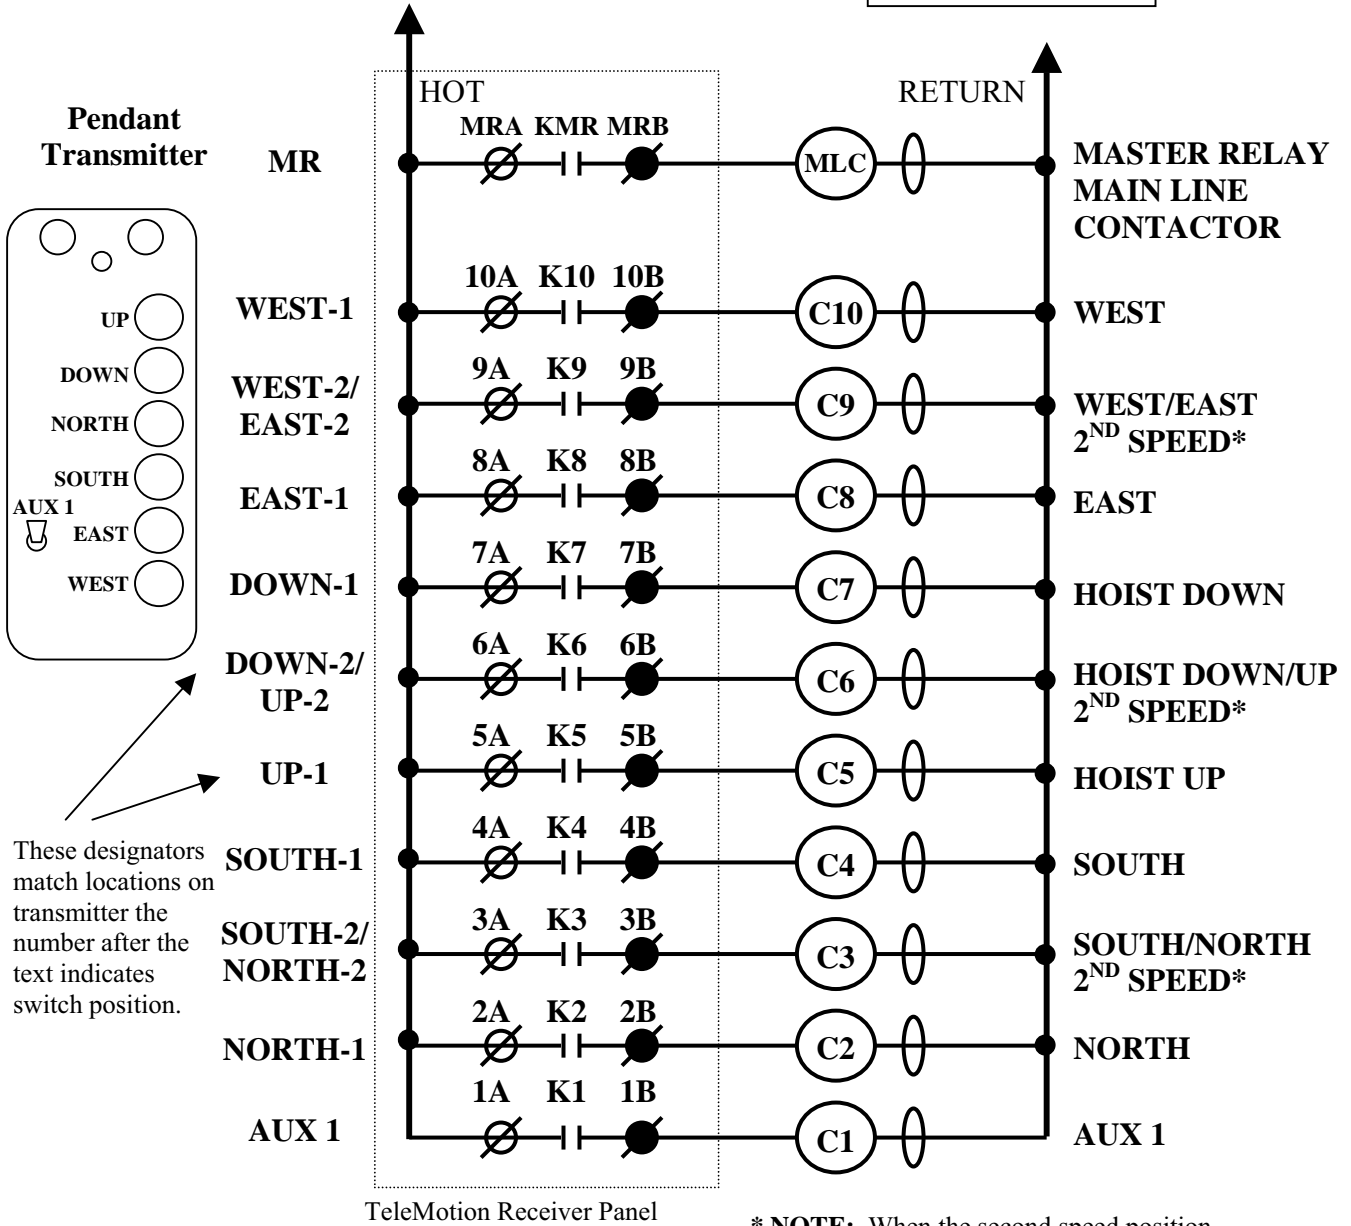 HOT
RETURN
Pendant
Transmitter
MR
MRA KMR MRB
MLC
MASTER RELAY
MAIN LINE
CONTACTOR
WEST-1
10A K10 10B
C10
WEST
WEST-2/
EAST-2
9A K9 9B
C9
WEST/EAST
2ND SPEED*
EAST-1
8A K8 8B
C8
EAST
DOWN-1
7A K7 7B
C7
HOIST DOWN
DOWN-2/
UP-2
6A K6 6B
C6
HOIST DOWN/UP
2ND SPEED*
UP-1
5A K5 5B
C5
HOIST UP
SOUTH-1
4A K4 4B
C4
SOUTH
SOUTH-2/
NORTH-2
3A K3 3B
C3
SOUTH/NORTH
2ND SPEED*
NORTH-1
2A K2 2B
C2
NORTH
AUX 1
1A K1 1B
C1
AUX 1
UP
DOWN
NORTH
SOUTH
AUX 1
EAST
WEST
These designators
match locations on
transmitter the
number after the
text indicates
switch position.
TeleMotion Receiver Panel
* NOTE: When the second speed position